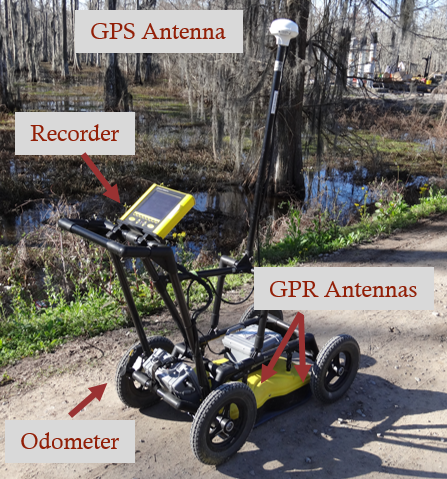 GPS Antenna
Recorder
GPR Antennas
Odometer